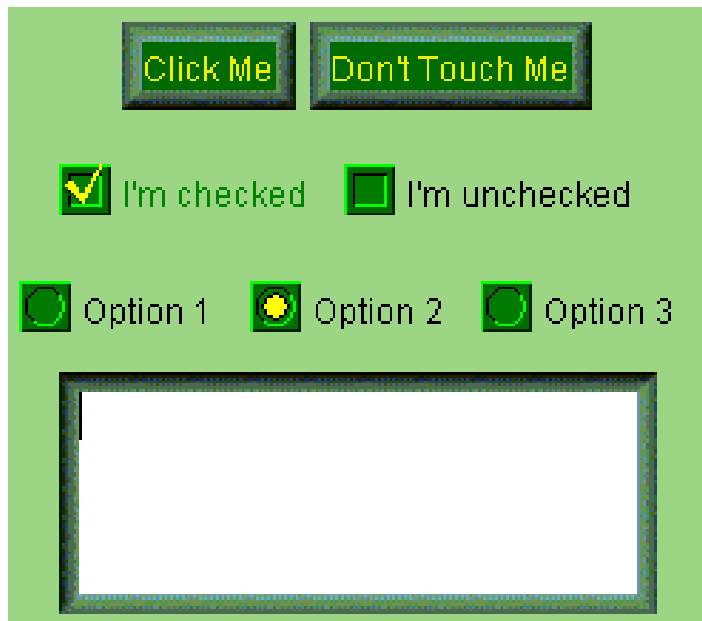 Click Me Don't Touch Me
I'm checked I'm unchecked
Option 1 Option 2 Option 3